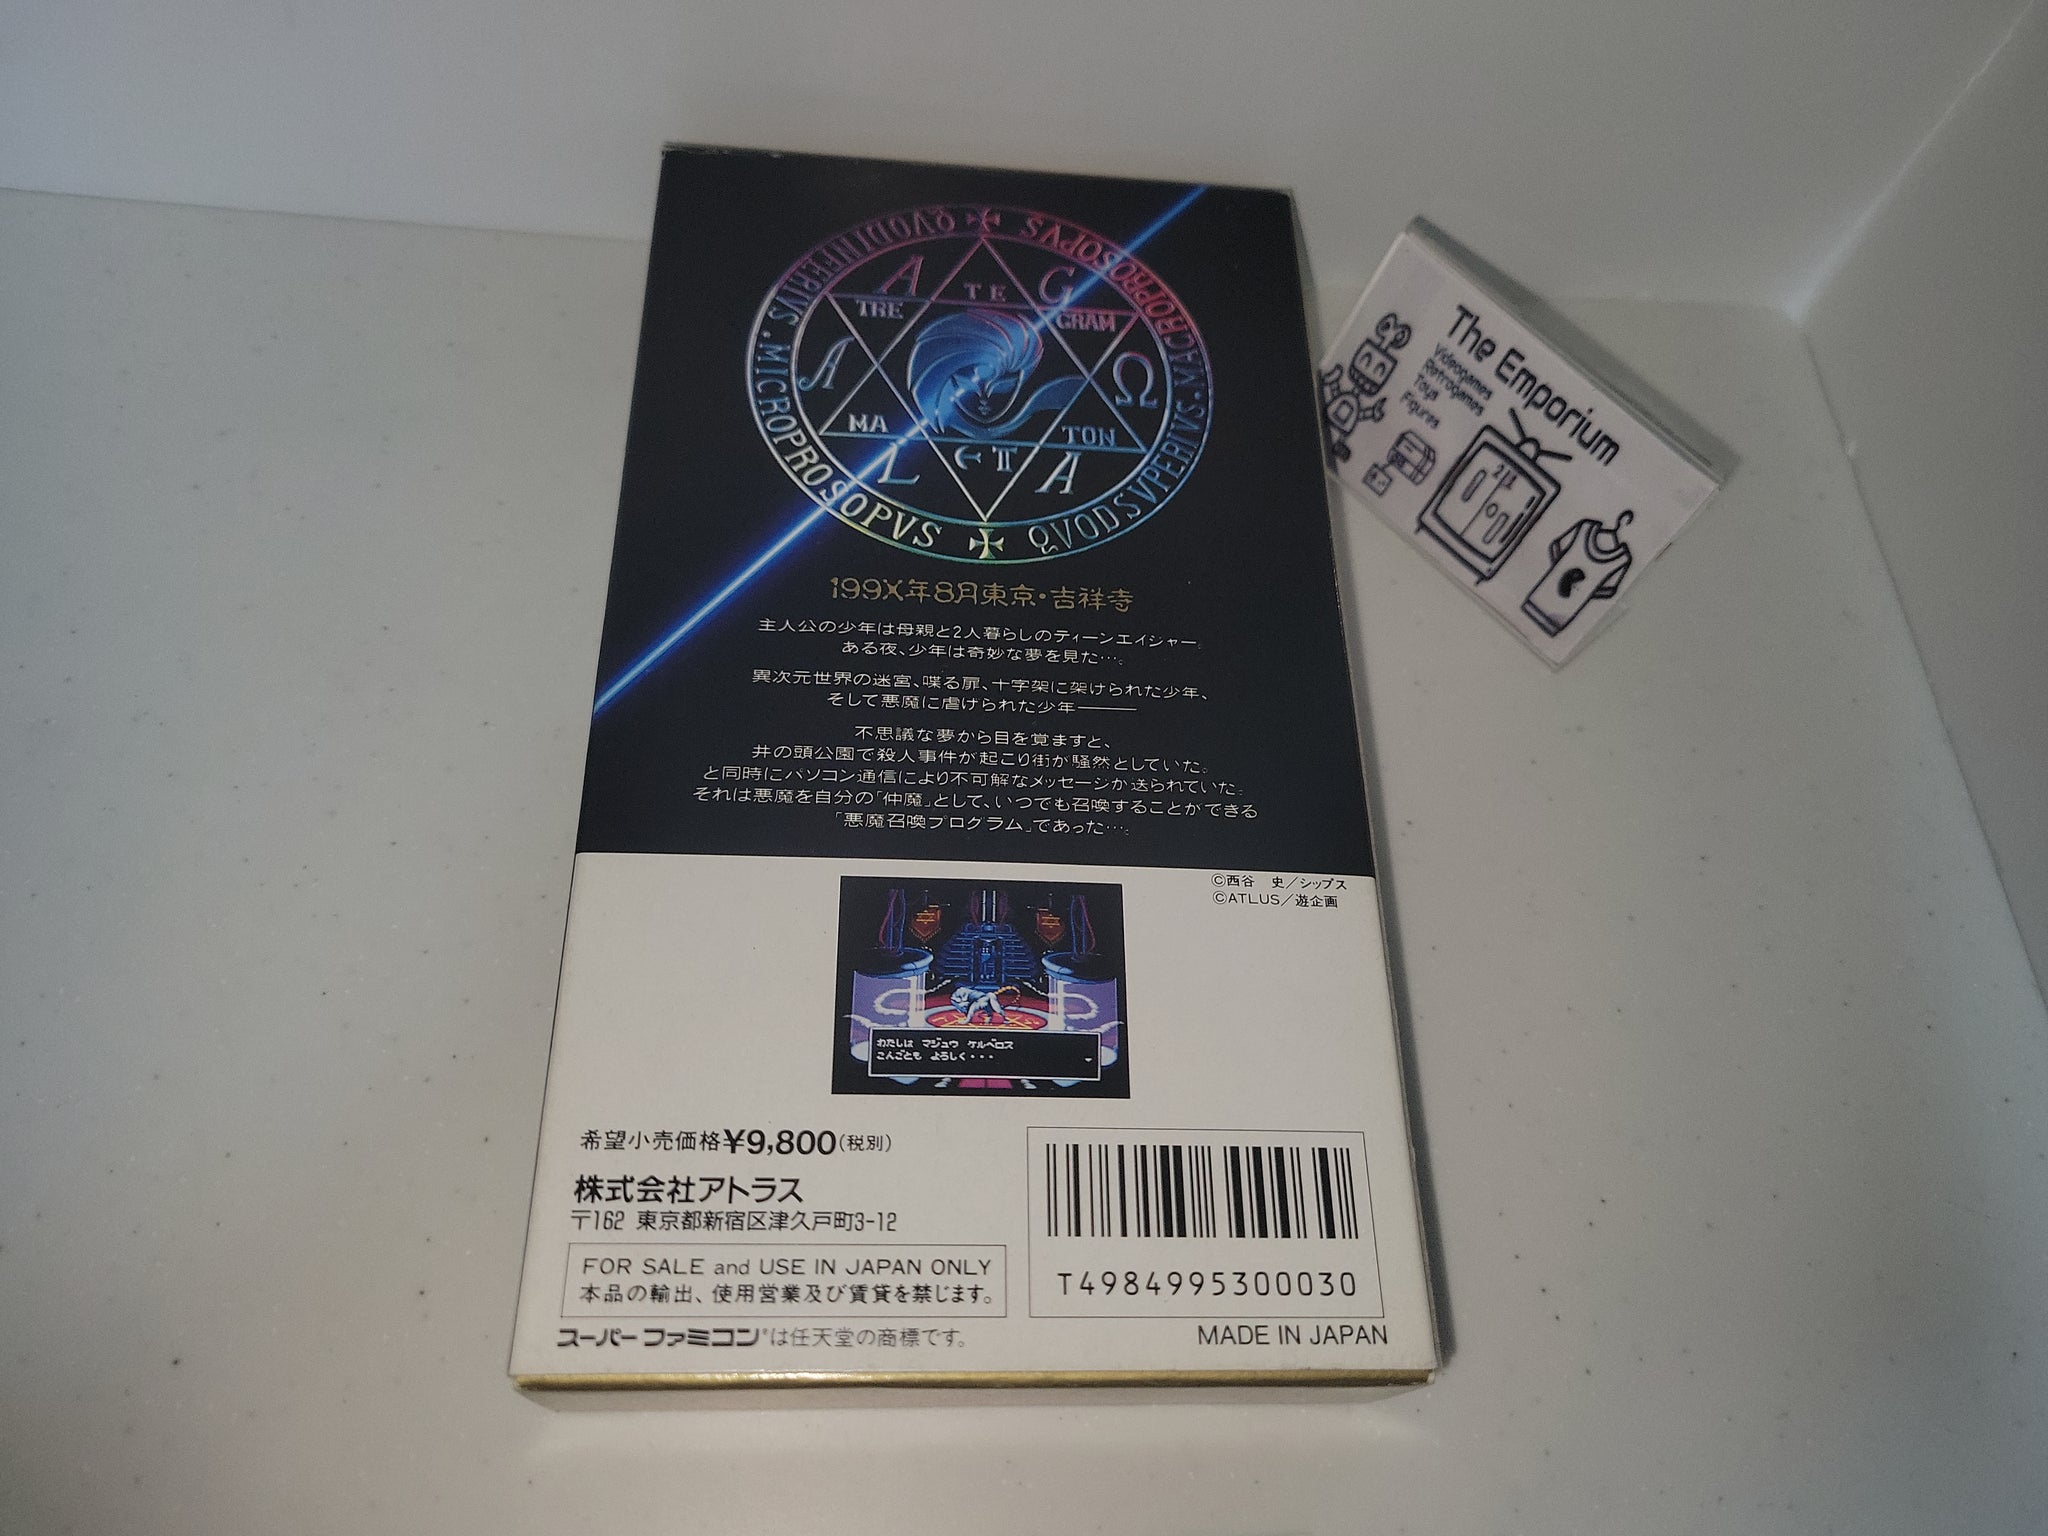 QVODINFERIVS.MICROPROSOPVS
QVODSVPERIVS.MACROPROSOPVS
A TE G
TRE GRAM
A Ω
MA TON
L A
199X年8月東京・吉祥寺
主人公の少年は母親と2人暮らしのティーンエイジャー。
ある夜、少年は奇妙な夢を見た…。
異次元世界の迷宮、喋る扉、十字架に架けられた少年、
そして悪魔に虐げられた少年———
不思議な夢から目を覚ますと、
井の頭公園で殺人事件が起こり街が騒然としていた。
と同時にパソコン通信により不可解なメッセージが送られていた。
それは悪魔を自分の「仲魔」として、いつでも召喚することができる
「悪魔召喚プログラム」であった…。
©西谷　史／シップス
©ATLUS／遊企画
わたしは マジュウ ケルベロス
こんごとも よろしく・・・
希望小売価格¥9,800(税別)
株式会社アトラス
〒162 東京都新宿区津久戸町3-12
FOR SALE and USE IN JAPAN ONLY
本品の輸出、使用営業及び賃貸を禁じます。
スーパーファミコン®は任天堂の商標です。
T4984995300030
MADE IN JAPAN
The Emporium
Videogames
Retrogames
Toys
Figures